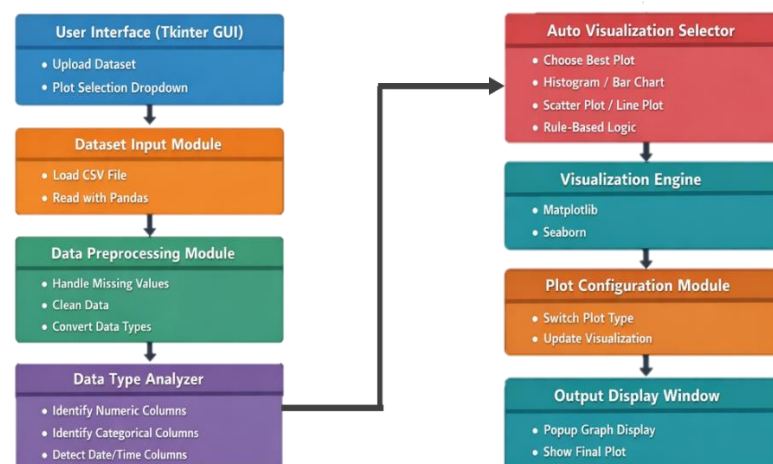 User Interface (Tkinter GUI)
• Upload Dataset
• Plot Selection Dropdown
Dataset Input Module
• Load CSV File
• Read with Pandas
Data Preprocessing Module
• Handle Missing Values
• Clean Data
• Convert Data Types
Data Type Analyzer
• Identify Numeric Columns
• Identify Categorical Columns
• Detect Date/Time Columns
Auto Visualization Selector
• Choose Best Plot
• Histogram / Bar Chart
• Scatter Plot / Line Plot
• Rule-Based Logic
Visualization Engine
• Matplotlib
• Seaborn
Plot Configuration Module
• Switch Plot Type
• Update Visualization
Output Display Window
• Popup Graph Display
• Show Final Plot